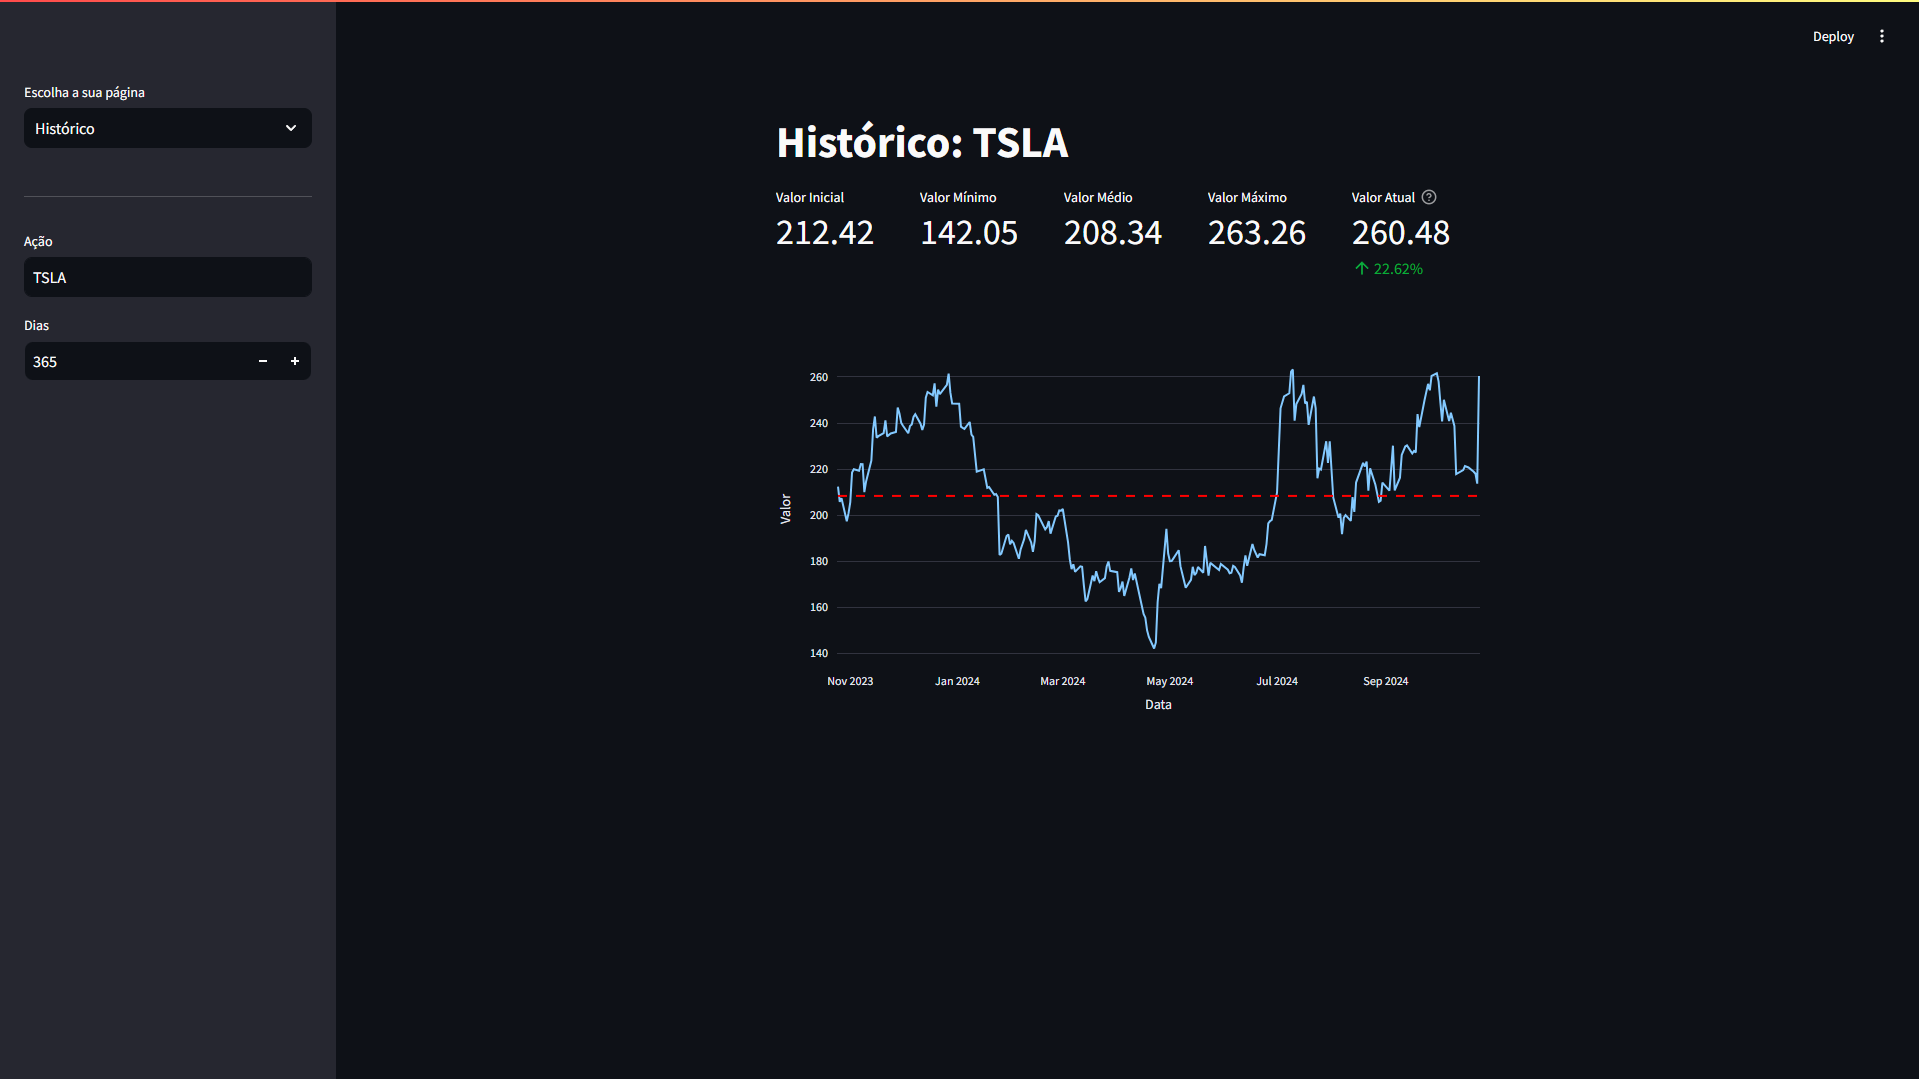 Deploy
Escolha a sua página
Histórico
Ação
TSLA
Dias
365
Histórico: TSLA
Valor Inicial
212.42
Valor Mínimo
142.05
Valor Médio
208.34
Valor Máximo
263.26
Valor Atual
260.48
22.62%
Valor
260
240
220
200
180
160
140
Nov 2023 Jan 2024 Mar 2024 May 2024 Jul 2024 Sep 2024
Data